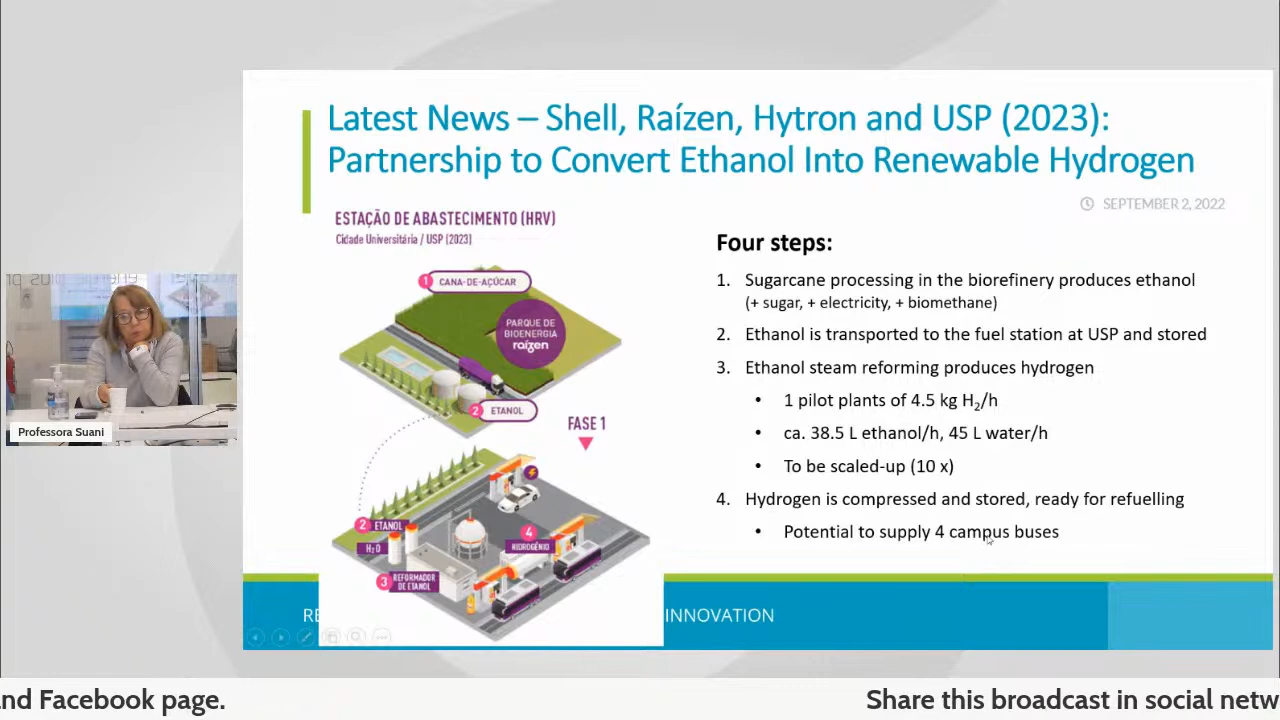 Latest News – Shell, Raízen, Hytron and USP (2023):
Partnership to Convert Ethanol Into Renewable Hydrogen
SEPTEMBER 2, 2022
ESTAÇÃO DE ABASTECIMENTO (HRV)
Cidade Universitária / USP (2023)
1 CANA-DE-AÇÚCAR
PARQUE DE
BIOENERGIA
raízen
2 ETANOL
FASE 1
2 ETANOL
H₂O
3 REFORMADOR
DE ETANOL
4
HIDROGÊNIO
Four steps:
1. Sugarcane processing in the biorefinery produces ethanol
(+ sugar, + electricity, + biomethane)
2. Ethanol is transported to the fuel station at USP and stored
3. Ethanol steam reforming produces hydrogen
• 1 pilot plants of 4.5 kg H₂/h
• ca. 38.5 L ethanol/h, 45 L water/h
• To be scaled-up (10 x)
4. Hydrogen is compressed and stored, ready for refuelling
• Potential to supply 4 campus buses
RE
INNOVATION
Professora Suani
nd Facebook page.
Share this broadcast in social netw